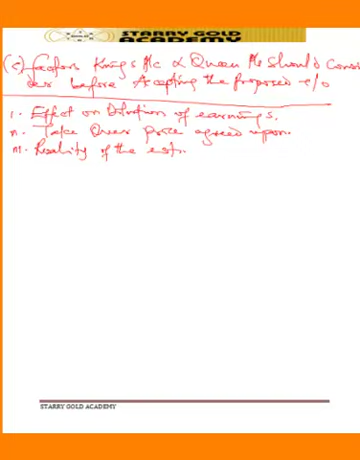 STARRY GOLD
ACADEMY
(c) Factors Kings Plc & Queen Plc Should Consi
der before Accepting the Proposed t/o
i. Effect on Dilution of earnings.
ii. Take Over price agreed upon.
iii. Reality of the est.
STARRY GOLD ACADEMY